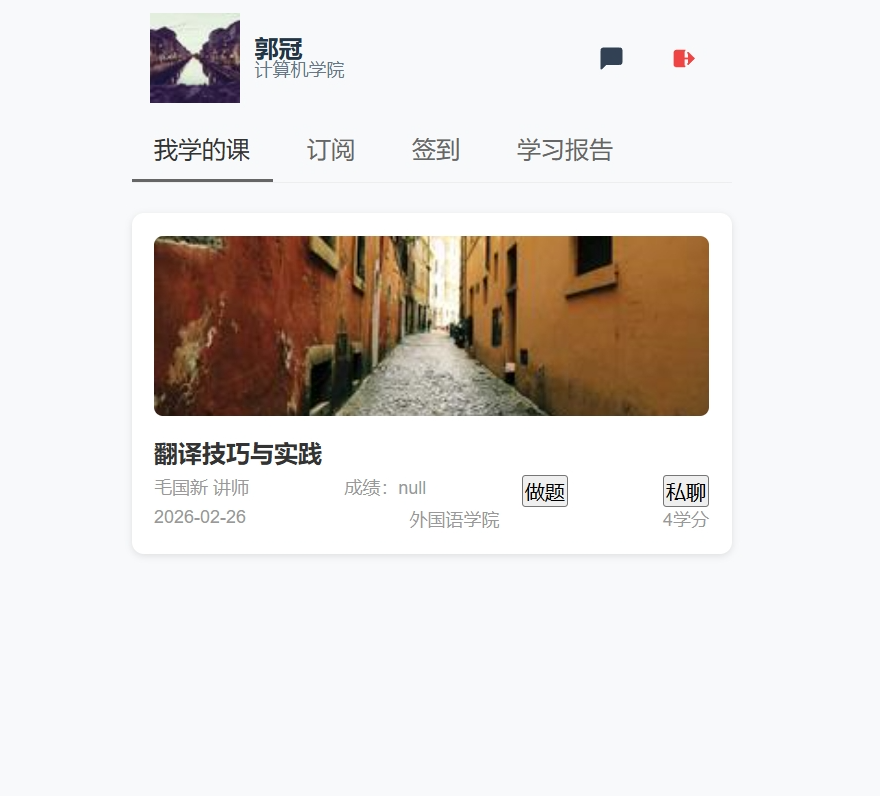 郭冠
计算机学院
我学的课 订阅 签到 学习报告
翻译技巧与实践
毛国新 讲师 成绩：null 做题 私聊
2026-02-26 外国语学院 4学分